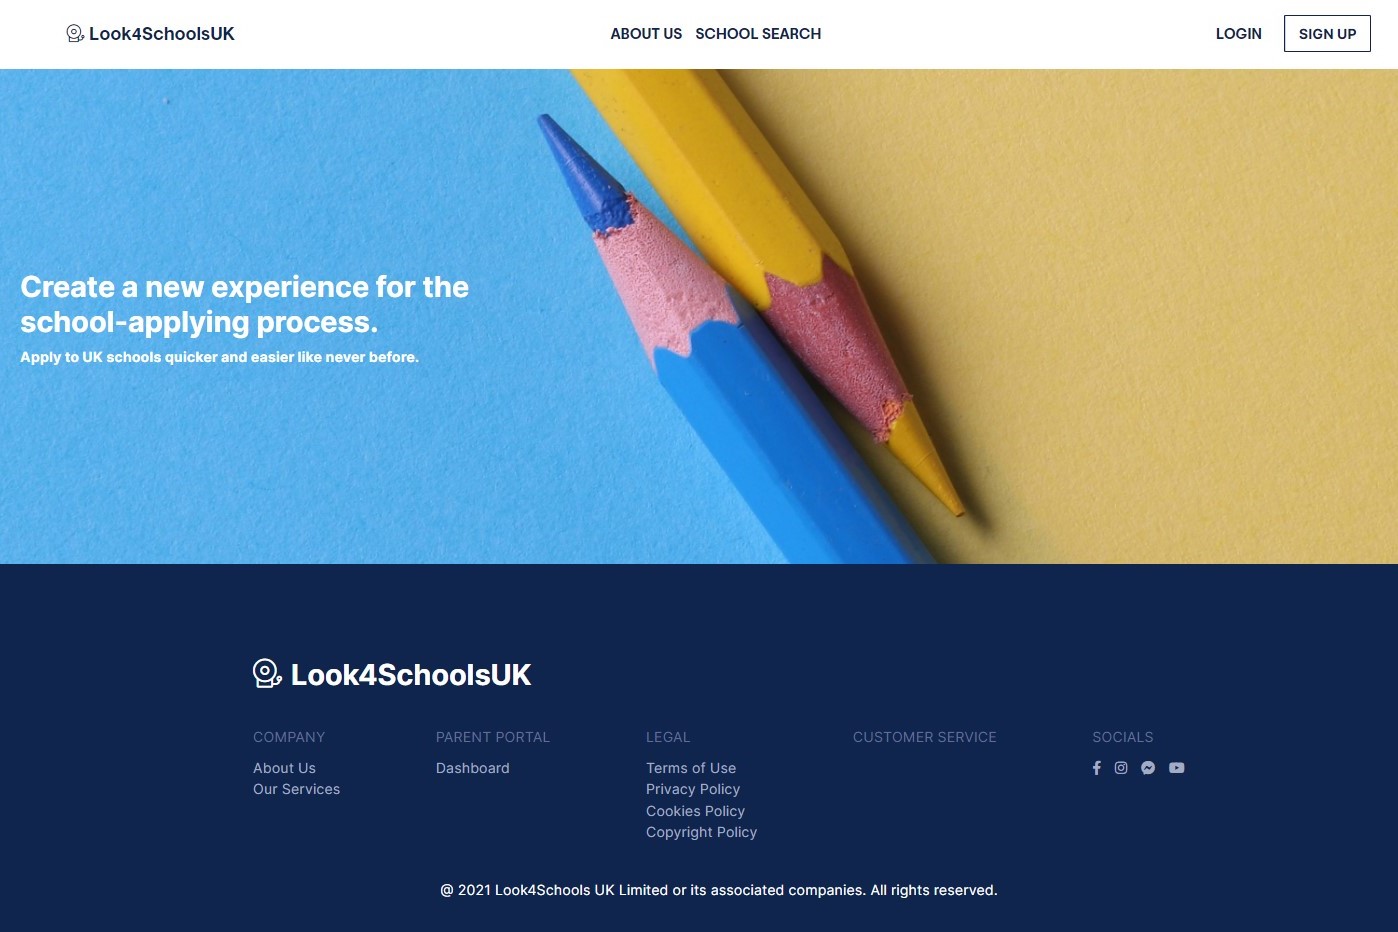 Look4SchoolsUK
ABOUT US SCHOOL SEARCH
LOGIN
SIGN UP
Create a new experience for the
school-applying process.
Apply to UK schools quicker and easier like never before.
Look4SchoolsUK
COMPANY
About Us
Our Services
PARENT PORTAL
Dashboard
LEGAL
Terms of Use
Privacy Policy
Cookies Policy
Copyright Policy
CUSTOMER SERVICE
SOCIALS
@ 2021 Look4Schools UK Limited or its associated companies. All rights reserved.